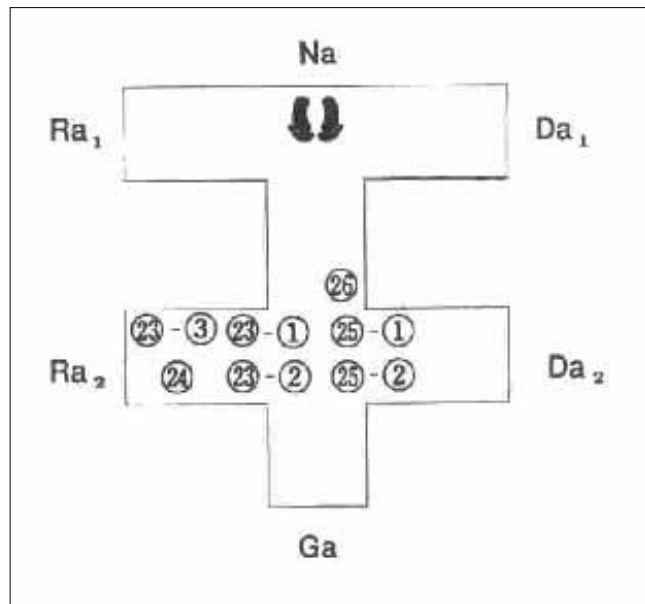 Na
Ra₁ Da₁
㉖
㉓-③ ㉓-① ㉕-①
Ra₂ ㉔ ㉓-② ㉕-② Da₂
Ga